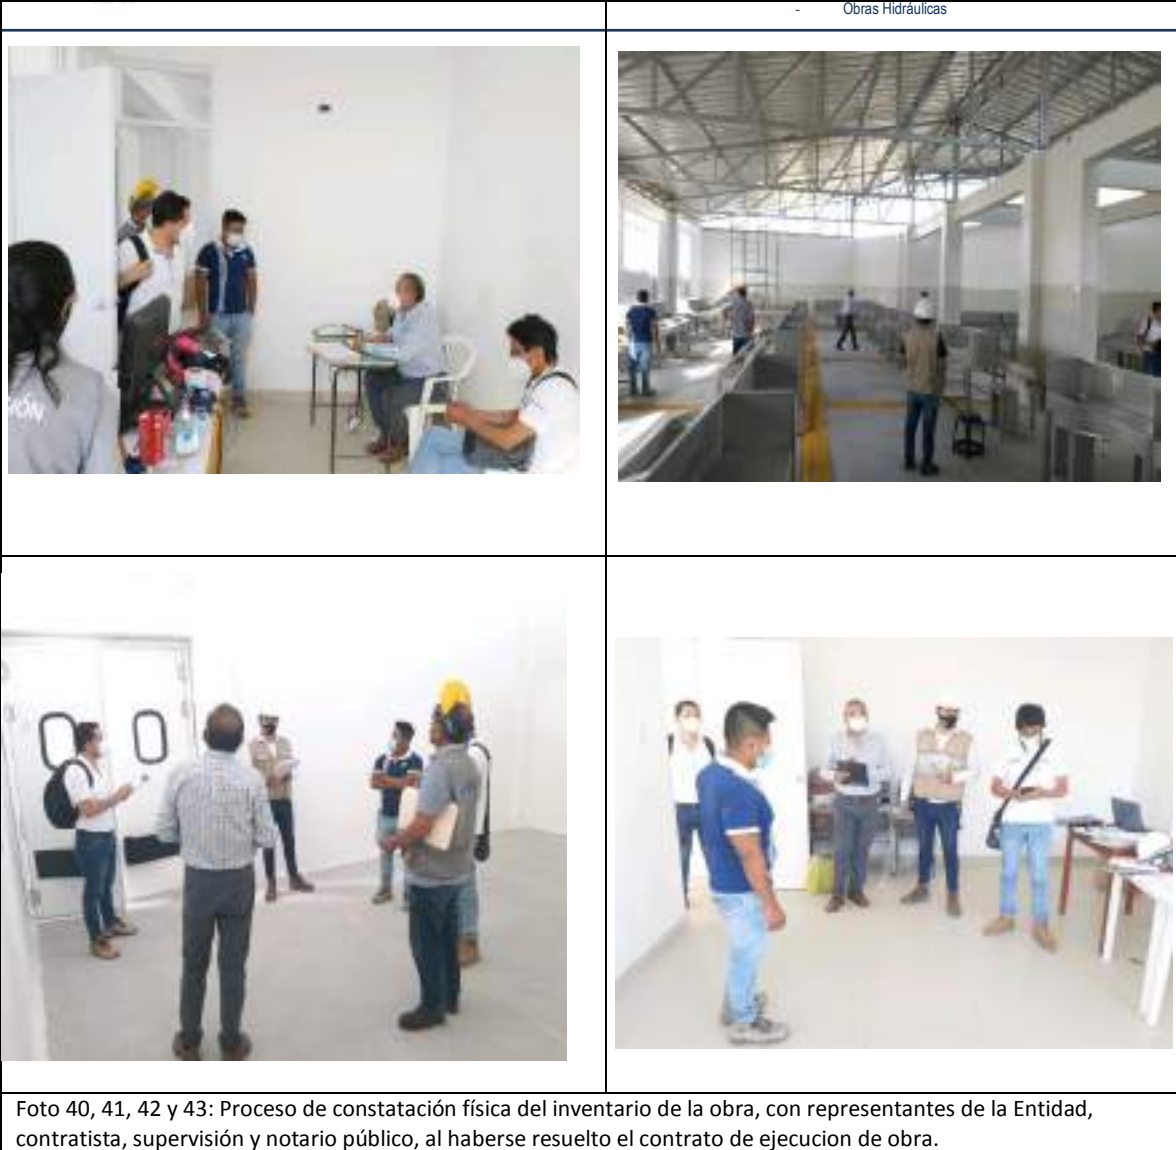 - Obras Hidráulicas
IÓN
Foto 40, 41, 42 y 43: Proceso de constatación física del inventario de la obra, con representantes de la Entidad,
contratista, supervisión y notario público, al haberse resuelto el contrato de ejecucion de obra.